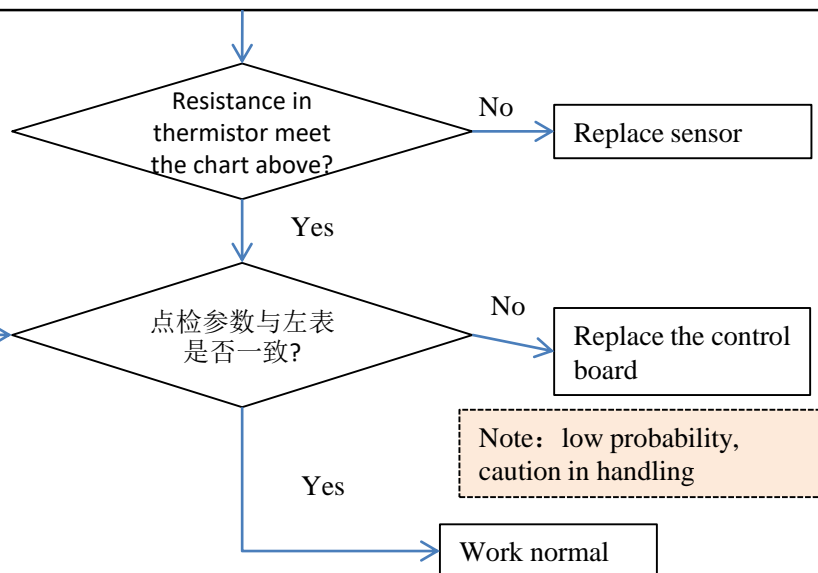 Resistance in
thermistor meet
the chart above?
No
Replace sensor
Yes
点检参数与左表
是否一致?
No
Replace the control
board
Note：low probability,
caution in handling
Yes
Work normal